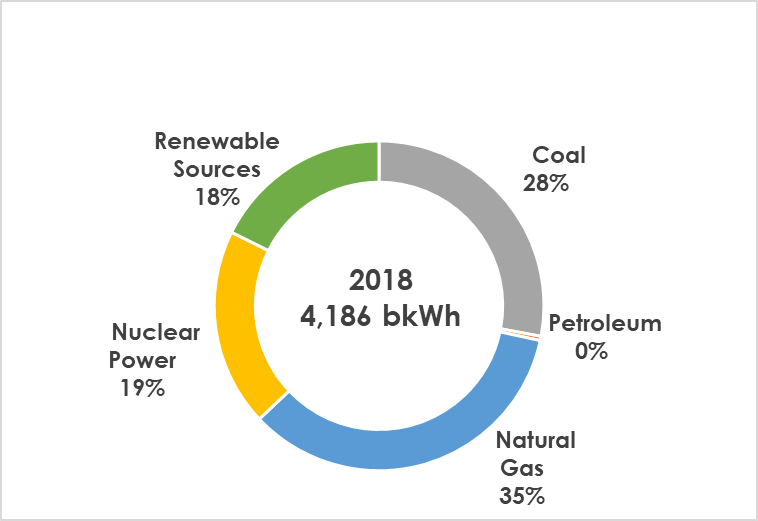 Renewable
Sources
18%
Coal
28%
2018
4,186 bkWh
Petroleum
0%
Nuclear
Power
19%
Natural
Gas
35%